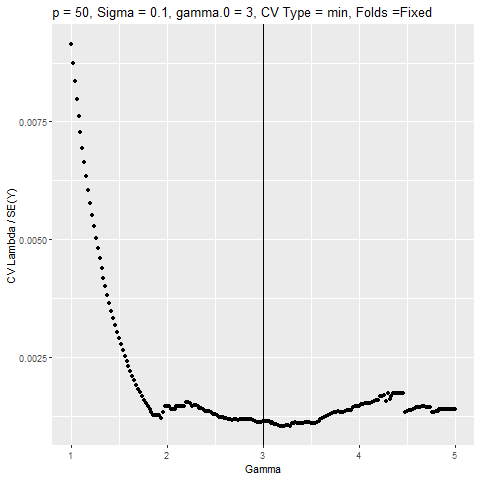 p = 50, Sigma = 0.1, gamma.0 = 3, CV Type = min, Folds =Fixed
0.0075
0.0050
0.0025
CV Lambda / SE(Y)
1 2 3 4 5
Gamma